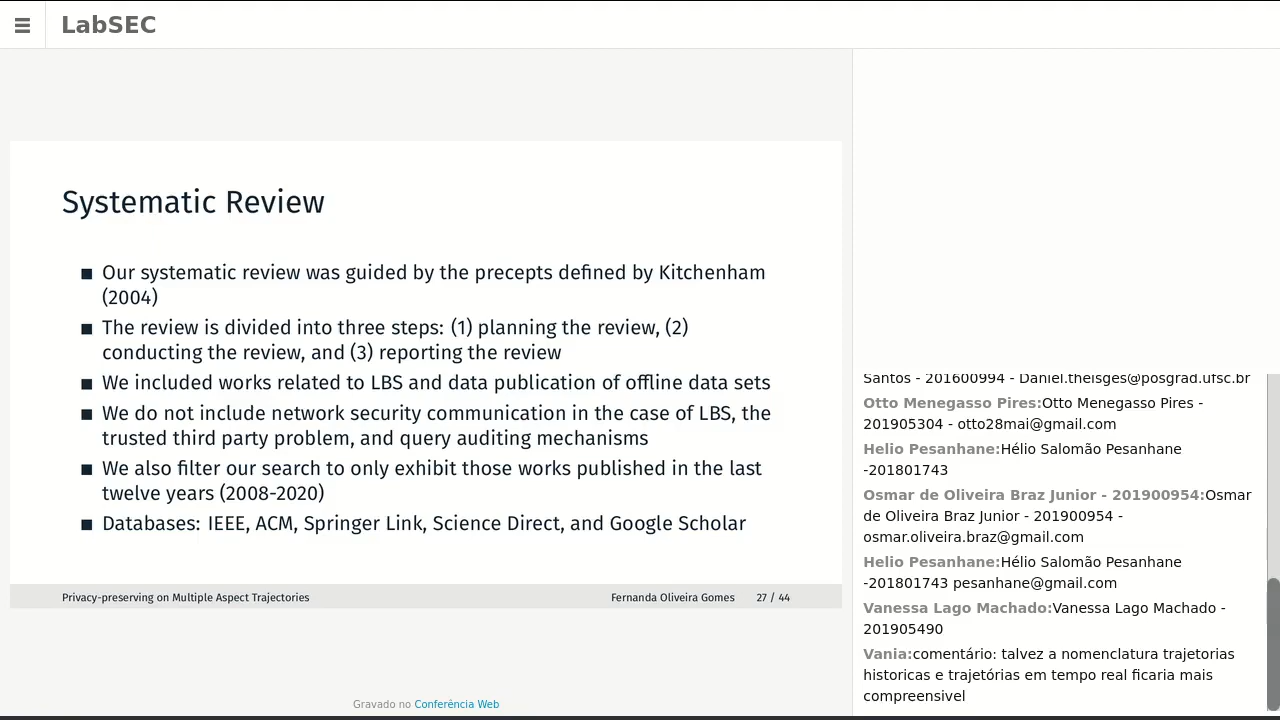 LabSEC
Systematic Review
■ Our systematic review was guided by the precepts defined by Kitchenham
(2004)
■ The review is divided into three steps: (1) planning the review, (2)
conducting the review, and (3) reporting the review
■ We included works related to LBS and data publication of offline data sets
■ We do not include network security communication in the case of LBS, the
trusted third party problem, and query auditing mechanisms
■ We also filter our search to only exhibit those works published in the last
twelve years (2008-2020)
■ Databases: IEEE, ACM, Springer Link, Science Direct, and Google Scholar
Privacy-preserving on Multiple Aspect Trajectories Fernanda Oliveira Gomes 27 / 44
Gravado no Conferência Web
Santos - 201600994 - Daniel.theisges@posgrad.ufsc.br
Otto Menegasso Pires:Otto Menegasso Pires -
201905304 - otto28mai@gmail.com
Helio Pesanhane:Hélio Salomão Pesanhane
-201801743
Osmar de Oliveira Braz Junior - 201900954:Osmar
de Oliveira Braz Junior - 201900954 -
osmar.oliveira.braz@gmail.com
Helio Pesanhane:Hélio Salomão Pesanhane
-201801743 pesanhane@gmail.com
Vanessa Lago Machado:Vanessa Lago Machado -
201905490
Vania:comentário: talvez a nomenclatura trajetorias
historicas e trajetórias em tempo real ficaria mais
compreensivel